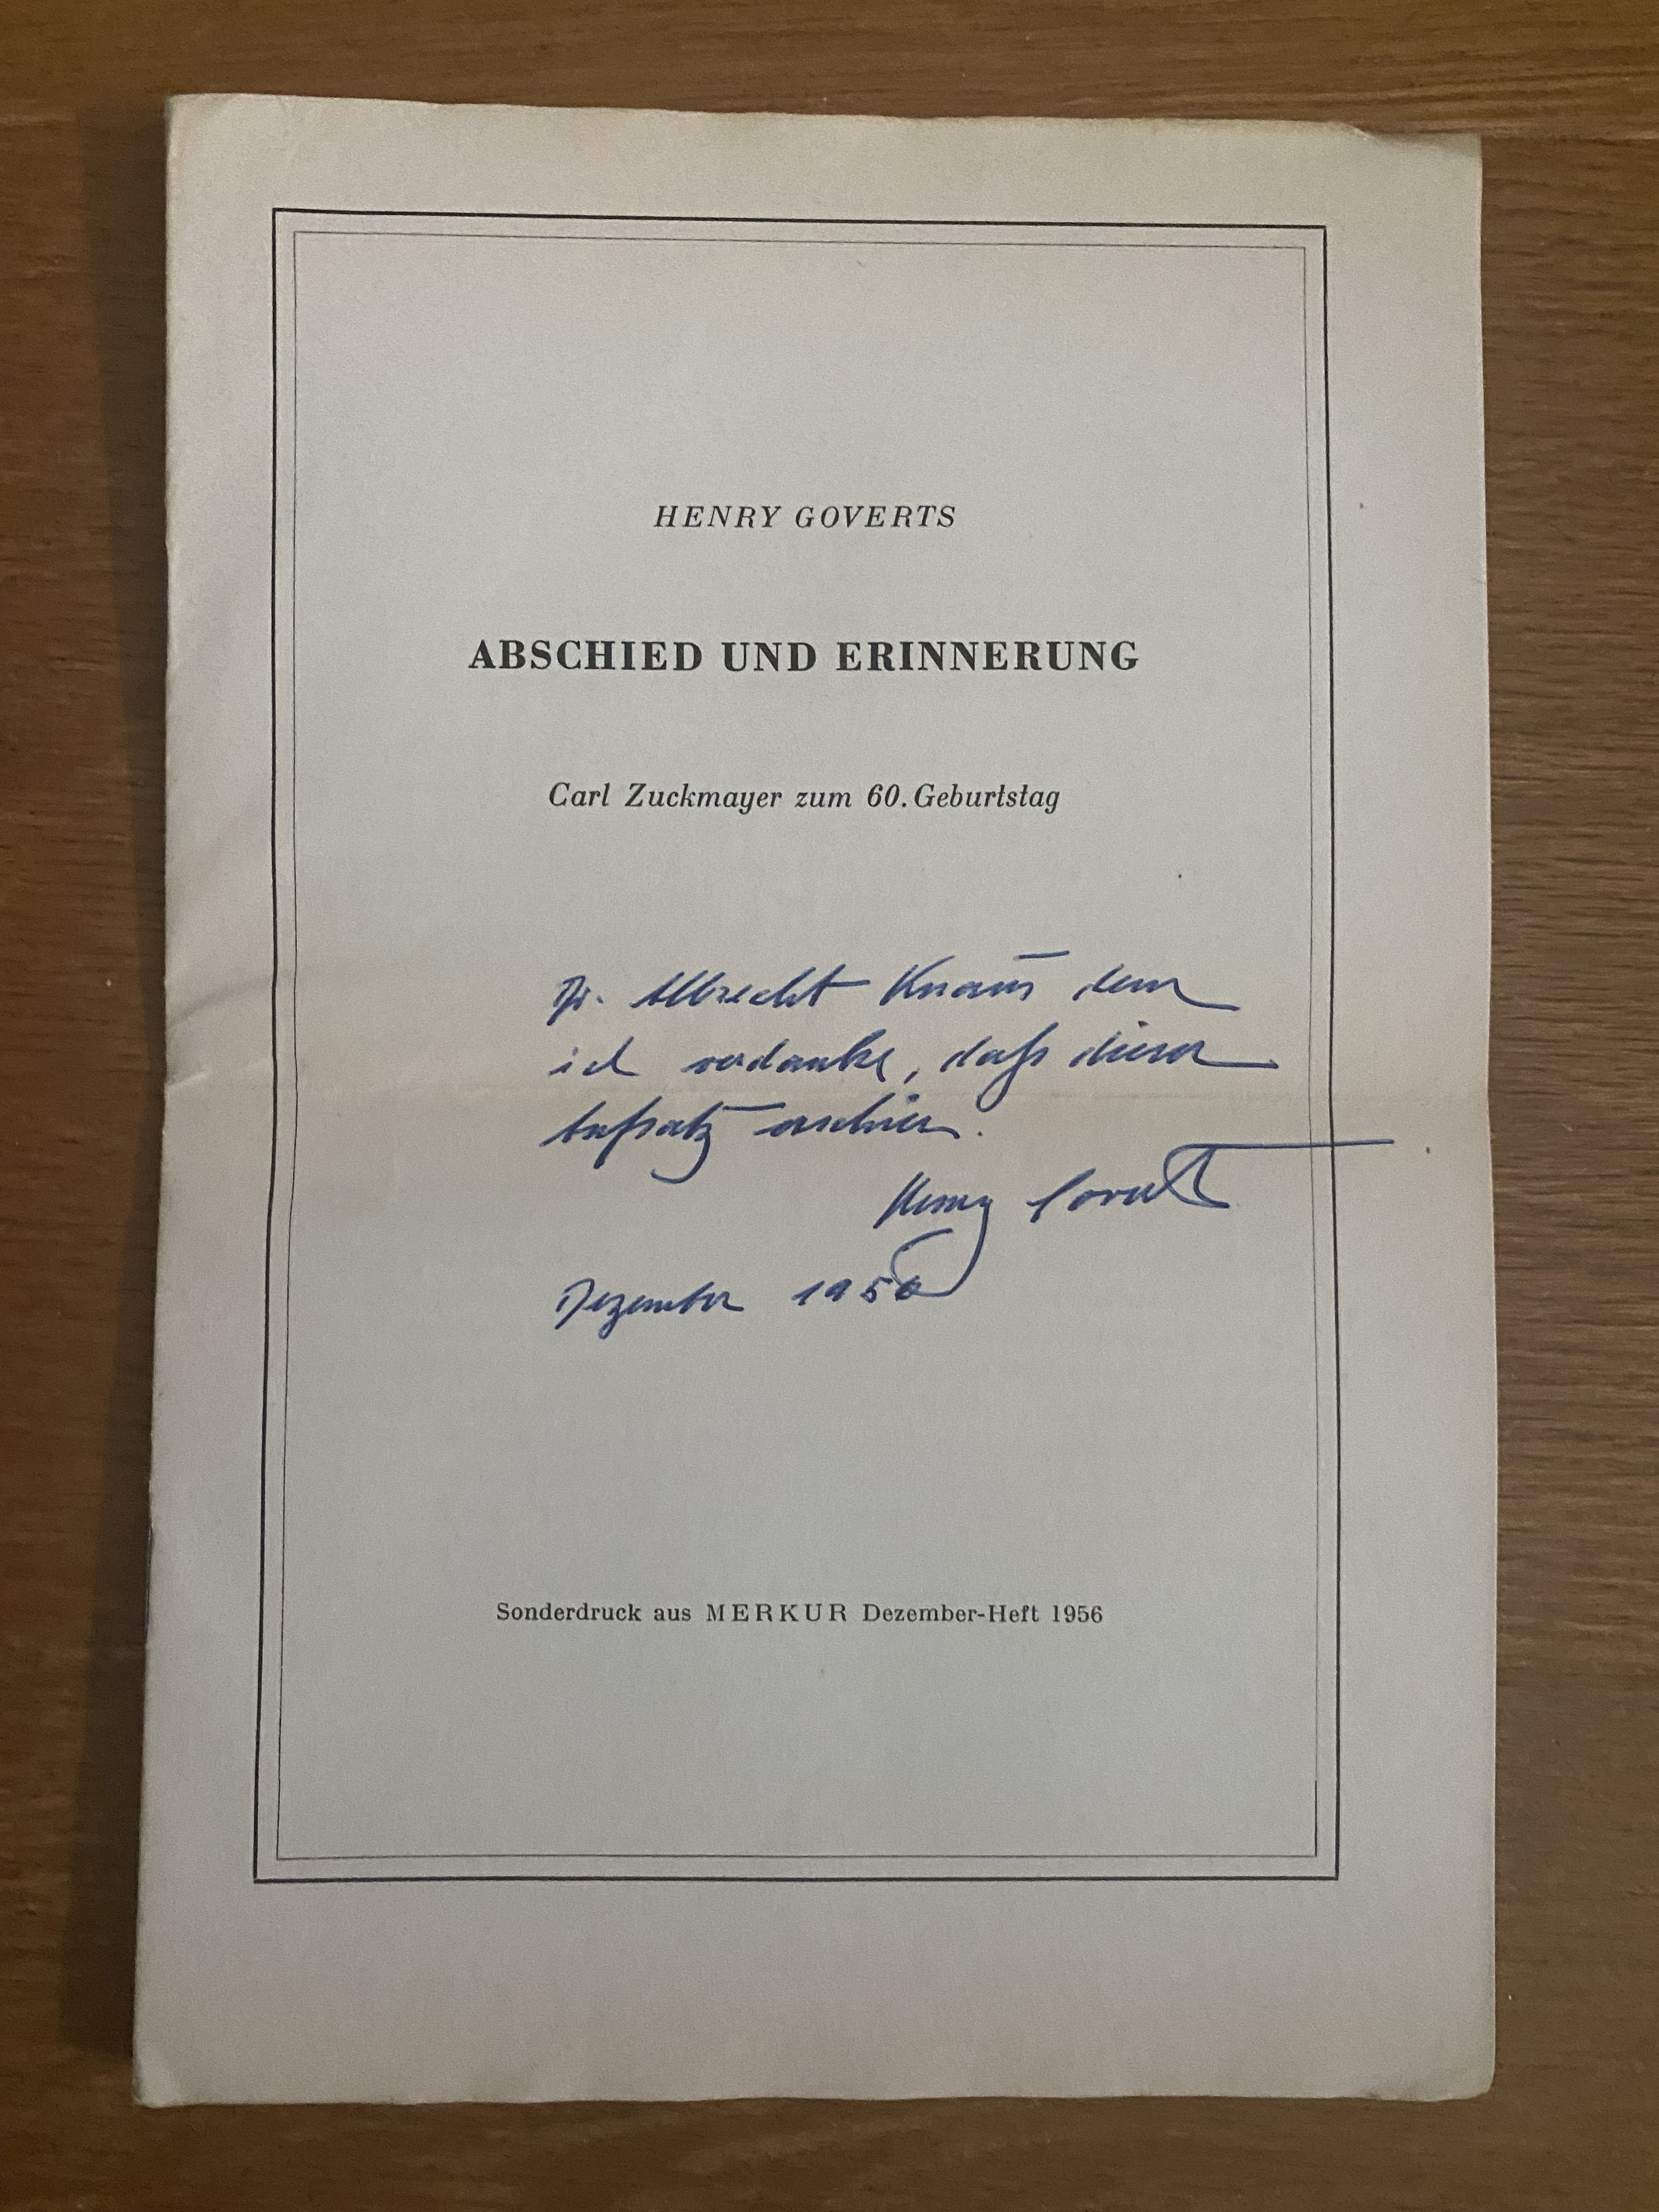 HENRY GOVERTS
ABSCHIED UND ERINNERUNG
Carl Zuckmayer zum 60. Geburtstag
Dr. Albrecht Knaus dem
ich verdanke, daß dieser
Aufsatz erschien.
Henry Goverts
Dezember 1956
Sonderdruck aus MERKUR Dezember-Heft 1956